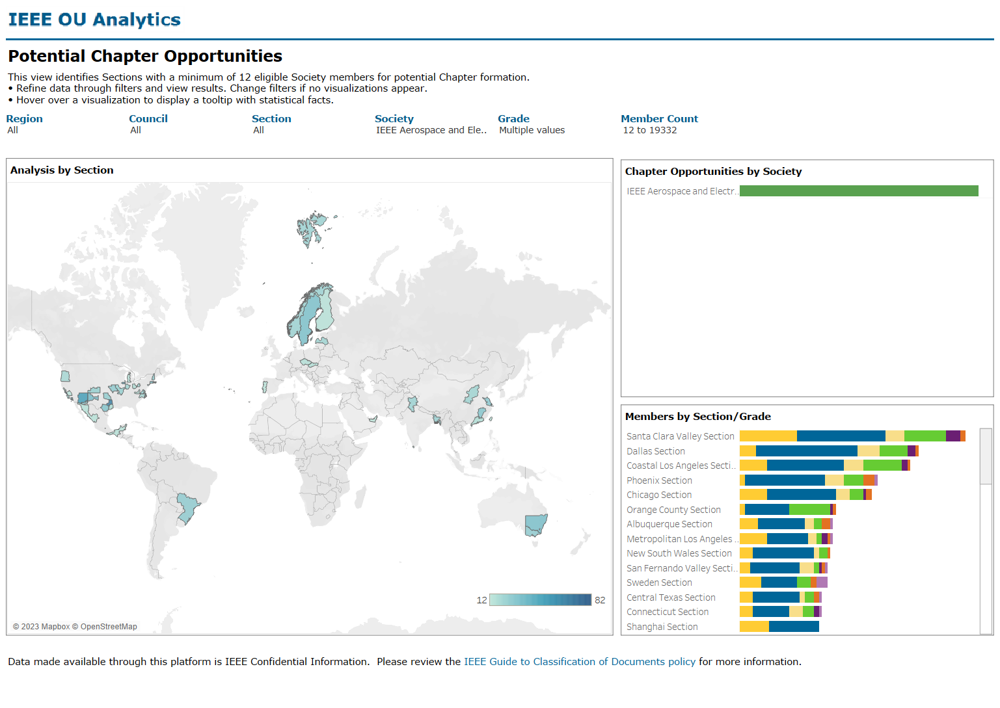 IEEE OU Analytics
Potential Chapter Opportunities
This view identifies Sections with a minimum of 12 eligible Society members for potential Chapter formation.
• Refine data through filters and view results. Change filters if no visualizations appear.
• Hover over a visualization to display a tooltip with statistical facts.
Region Council Section Society Grade Member Count
All All All IEEE Aerospace and Ele.. Multiple values 12 to 19332
Analysis by Section
12 82
© 2023 Mapbox © OpenStreetMap
Chapter Opportunities by Society
IEEE Aerospace and Electr..
Members by Section/Grade
Santa Clara Valley Section
Dallas Section
Coastal Los Angeles Secti..
Phoenix Section
Chicago Section
Orange County Section
Albuquerque Section
Metropolitan Los Angeles ..
New South Wales Section
San Fernando Valley Secti..
Sweden Section
Central Texas Section
Connecticut Section
Shanghai Section
Data made available through this platform is IEEE Confidential Information.  Please review the IEEE Guide to Classification of Documents policy for more information.